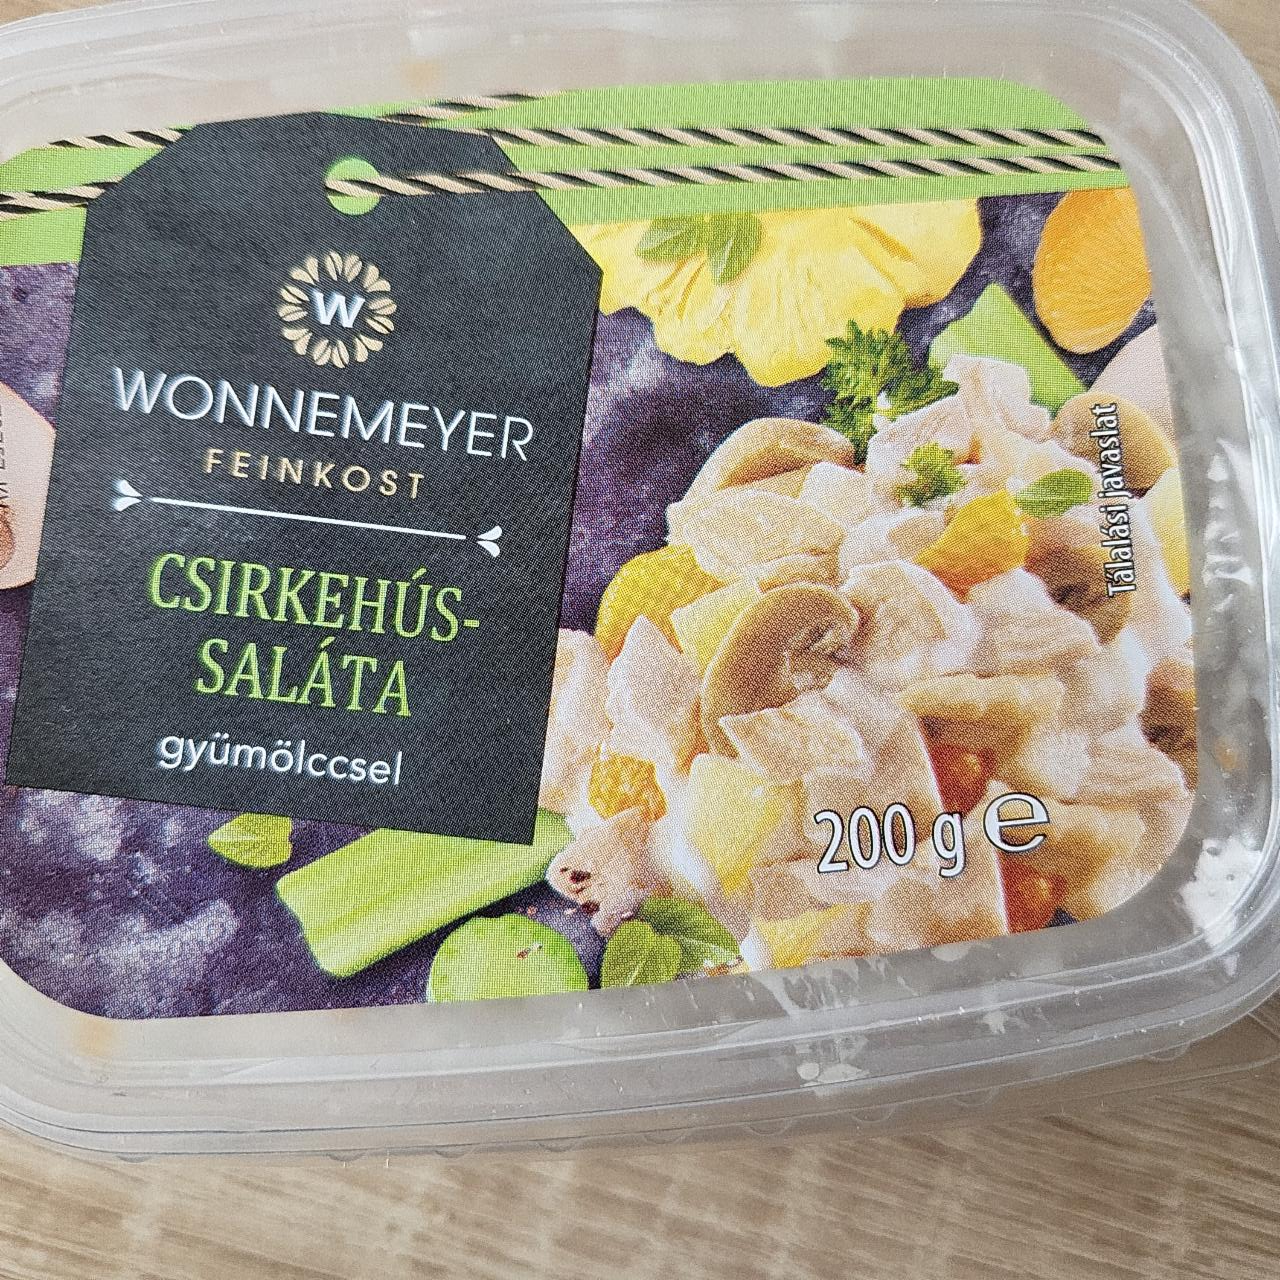 W
WONNEMEYER
FEINKOST
CSIRKEHÚS-
SALÁTA
gyümölccsel
Tálalási javaslat
200 g e